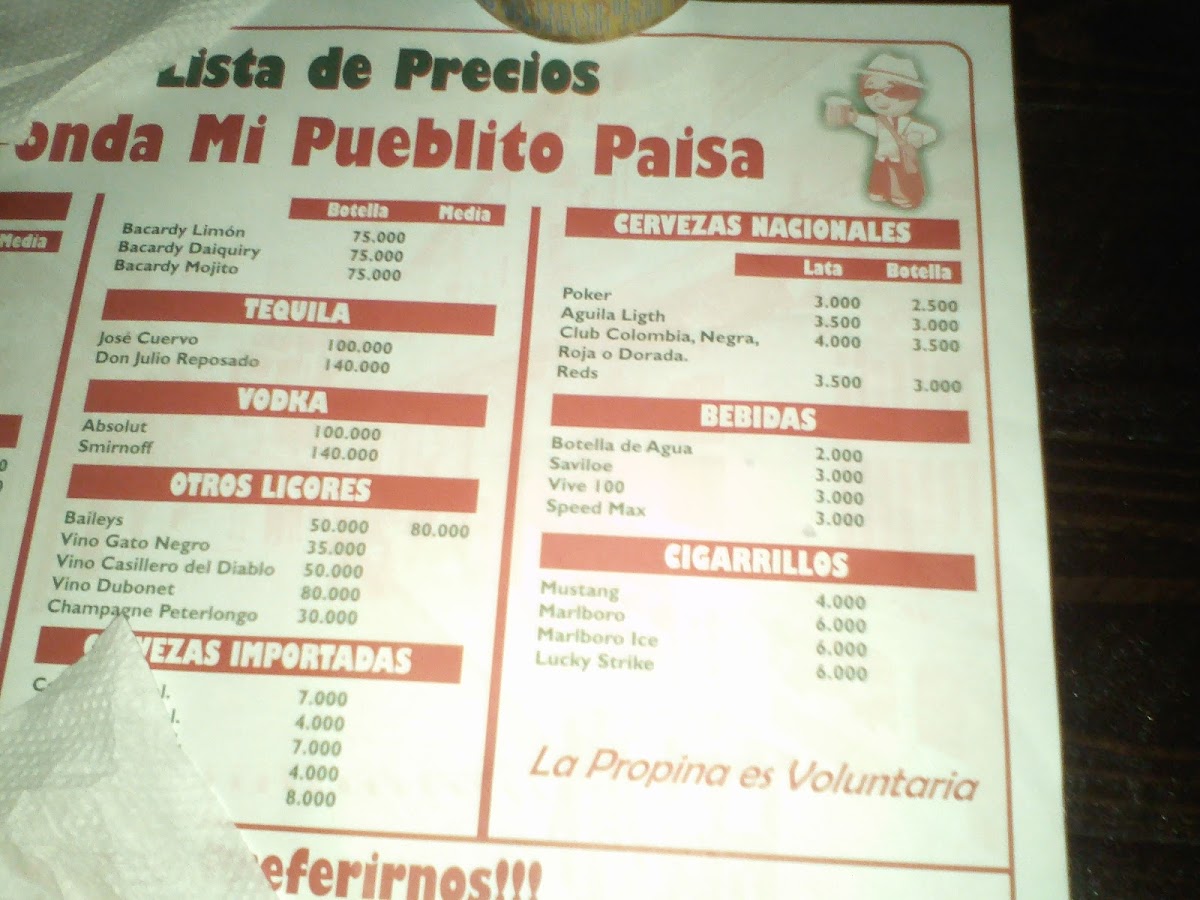 Lista de Precios
onda Mi Pueblito Paisa
Media
Botella Media
Bacardy Limón 75.000
Bacardy Daiquiry 75.000
Bacardy Mojito 75.000
TEQUILA
José Cuervo 100.000
Don Julio Reposado 140.000
VODKA
Absolut 100.000
Smirnoff 140.000
OTROS LICORES
Baileys 50.000 80.000
Vino Gato Negro 35.000
Vino Casillero del Diablo 50.000
Vino Dubonet 80.000
Champagne Peterlongo 30.000
VEZAS IMPORTADAS
l. 7.000
l. 4.000
7.000
4.000
8.000
CERVEZAS NACIONALES
Lata Botella
Poker 3.000 2.500
Aguila Ligth 3.500 3.000
Club Colombia, Negra, 4.000 3.500
Roja o Dorada.
Reds 3.500 3.000
BEBIDAS
Botella de Agua 2.000
Saviloe 3.000
Vive 100 3.000
Speed Max 3.000
CIGARRILLOS
Mustang 4.000
Marlboro 6.000
Marlboro Ice 6.000
Lucky Strike 6.000
La Propina es Voluntaria
eferirnos!!!